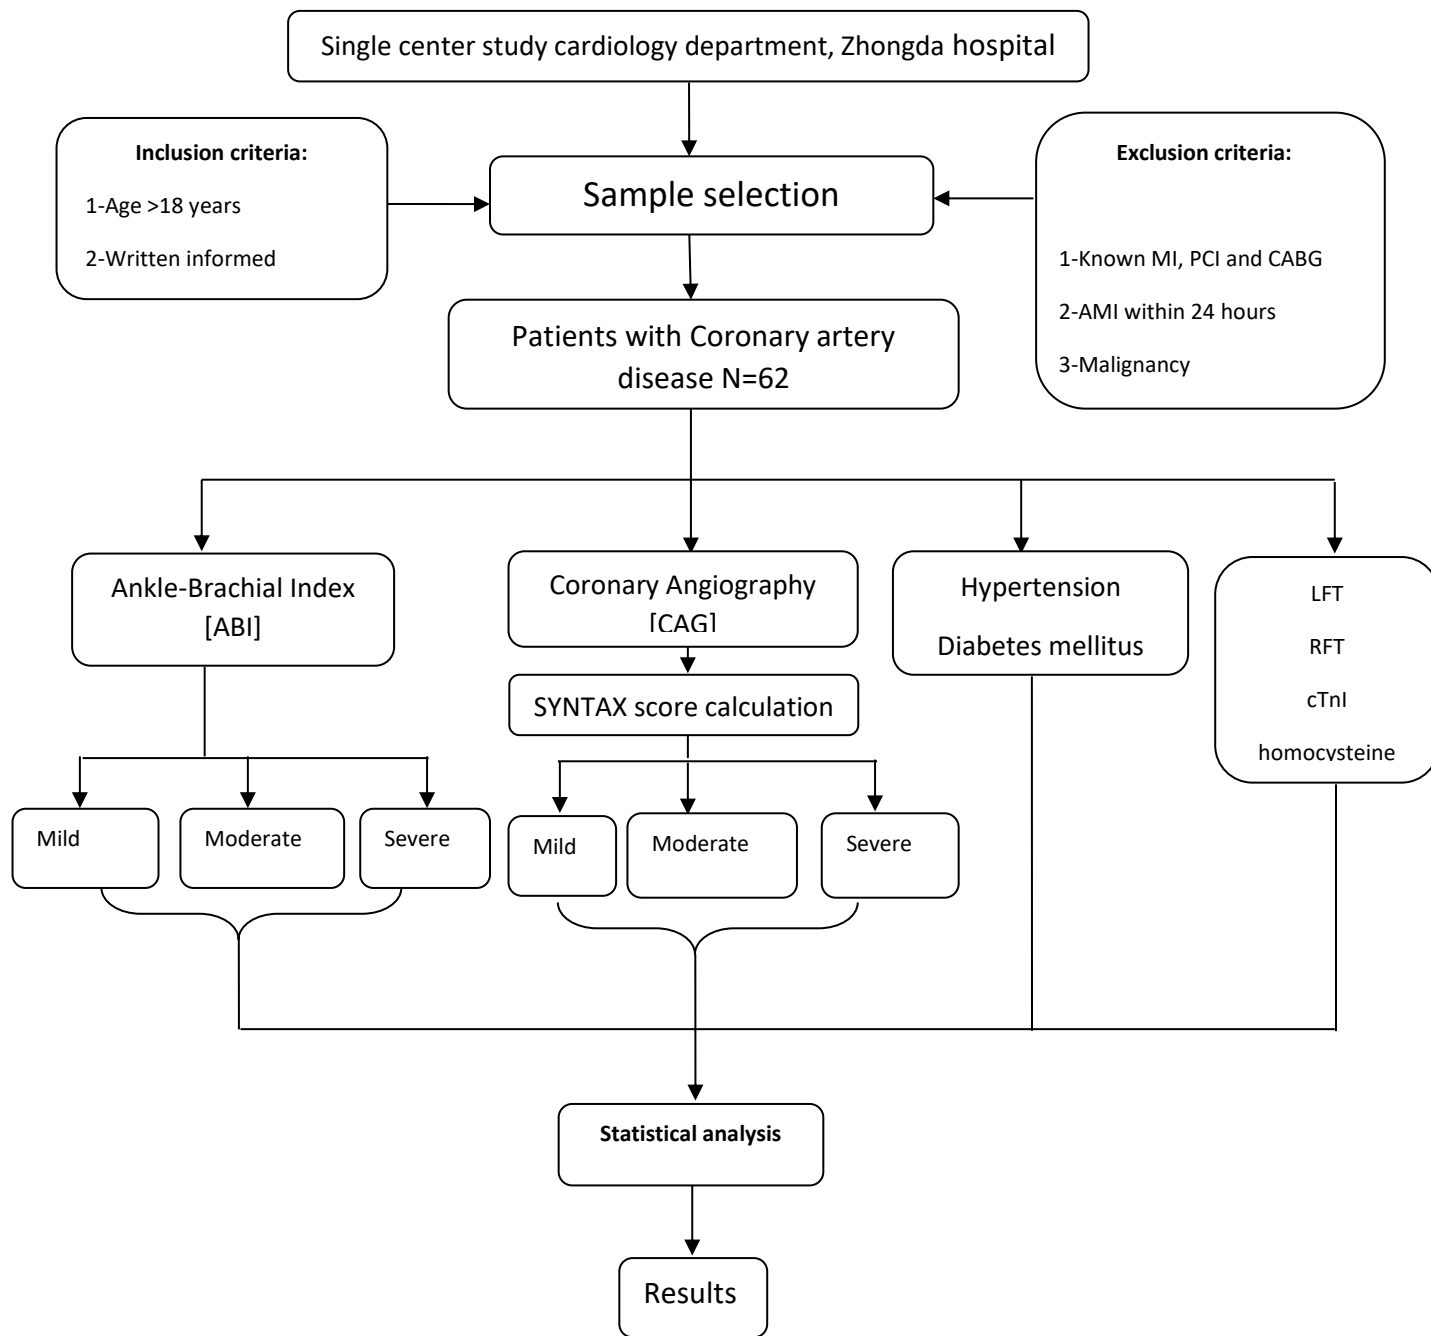 Single center study cardiology department, Zhongda hospital
Inclusion criteria:
1-Age >18 years
2-Written informed
Sample selection
Exclusion criteria:
1-Known MI, PCI and CABG
2-AMI within 24 hours
3-Malignancy
Patients with Coronary artery
disease N=62
Ankle-Brachial Index
[ABI]
Coronary Angiography
[CAG]
SYNTAX score calculation
Hypertension
Diabetes mellitus
LFT
RFT
cTnI
homocysteine
Mild
Moderate
Severe
Mild
Moderate
Severe
Statistical analysis
Results